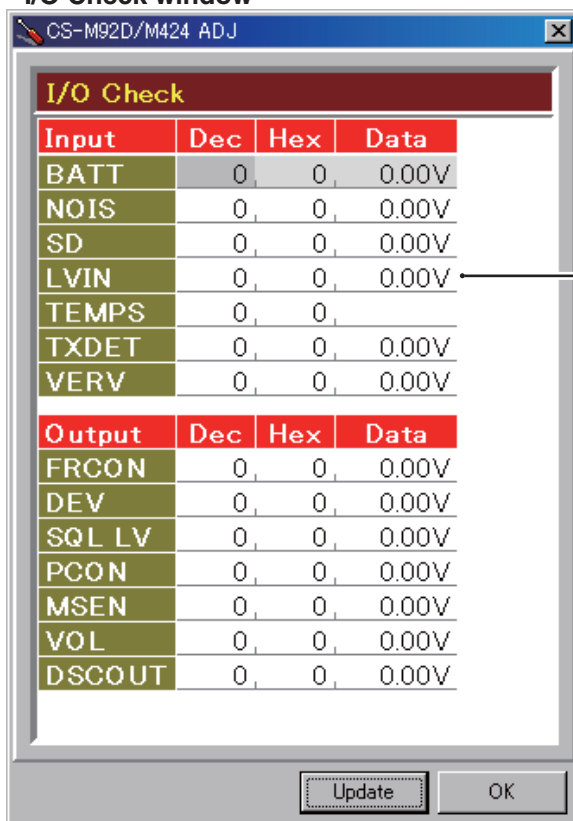 I/O Check window
CS-M92D/M424 ADJ
I/O Check
Input Dec Hex Data
BATT 0, 0, 0.00V
NOIS 0, 0, 0.00V
SD 0, 0, 0.00V
LVIN 0, 0, 0.00V
TEMPS 0, 0,
TXDET 0, 0, 0.00V
VERV 0, 0, 0.00V
Output Dec Hex Data
FRCON 0, 0, 0.00V
DEV 0, 0, 0.00V
SQL LV 0, 0, 0.00V
PCON 0, 0, 0.00V
MSEN 0, 0, 0.00V
VOL 0, 0, 0.00V
DSCOUT 0, 0, 0.00V
Update OK